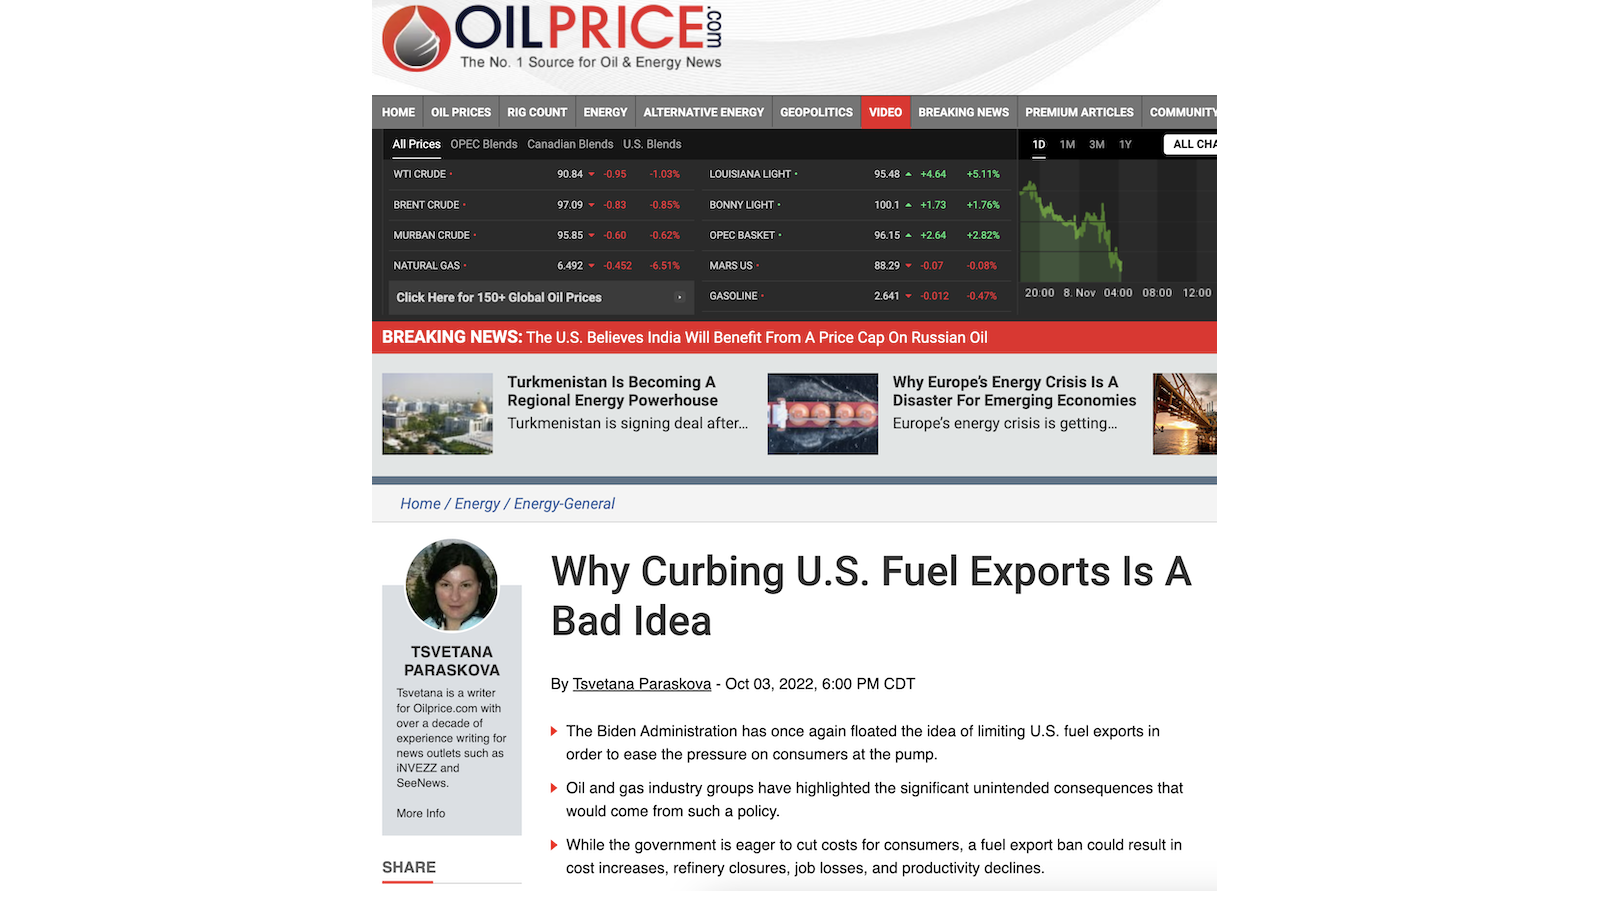 OILPRICE.com
The No. 1 Source for Oil & Energy News
HOME OIL PRICES RIG COUNT ENERGY ALTERNATIVE ENERGY GEOPOLITICS VIDEO BREAKING NEWS PREMIUM ARTICLES COMMUNITY
All Prices OPEC Blends Canadian Blends U.S. Blends
1D 1M 3M 1Y ALL CHA
WTI CRUDE • 90.84 ▼ -0.95 -1.03% LOUISIANA LIGHT • 95.48 ▲ +4.64 +5.11%
BRENT CRUDE • 97.09 ▼ -0.83 -0.85% BONNY LIGHT • 100.1 ▲ +1.73 +1.76%
MURBAN CRUDE • 95.85 ▼ -0.60 -0.62% OPEC BASKET • 96.15 ▲ +2.64 +2.82%
NATURAL GAS • 6.492 ▼ -0.452 -6.51% MARS US • 88.29 ▼ -0.07 -0.08%
Click Here for 150+ Global Oil Prices GASOLINE • 2.641 ▼ -0.012 -0.47%
20:00 8. Nov 04:00 08:00 12:00
BREAKING NEWS: The U.S. Believes India Will Benefit From A Price Cap On Russian Oil
Turkmenistan Is Becoming A
Regional Energy Powerhouse
Turkmenistan is signing deal after...
Why Europe's Energy Crisis Is A
Disaster For Emerging Economies
Europe's energy crisis is getting...
Home / Energy / Energy-General
TSVETANA
PARASKOVA
Tsvetana is a writer
for Oilprice.com with
over a decade of
experience writing for
news outlets such as
iNVEZZ and
SeeNews.
More Info
SHARE
Why Curbing U.S. Fuel Exports Is A
Bad Idea
By Tsvetana Paraskova - Oct 03, 2022, 6:00 PM CDT
The Biden Administration has once again floated the idea of limiting U.S. fuel exports in
order to ease the pressure on consumers at the pump.
Oil and gas industry groups have highlighted the significant unintended consequences that
would come from such a policy.
While the government is eager to cut costs for consumers, a fuel export ban could result in
cost increases, refinery closures, job losses, and productivity declines.